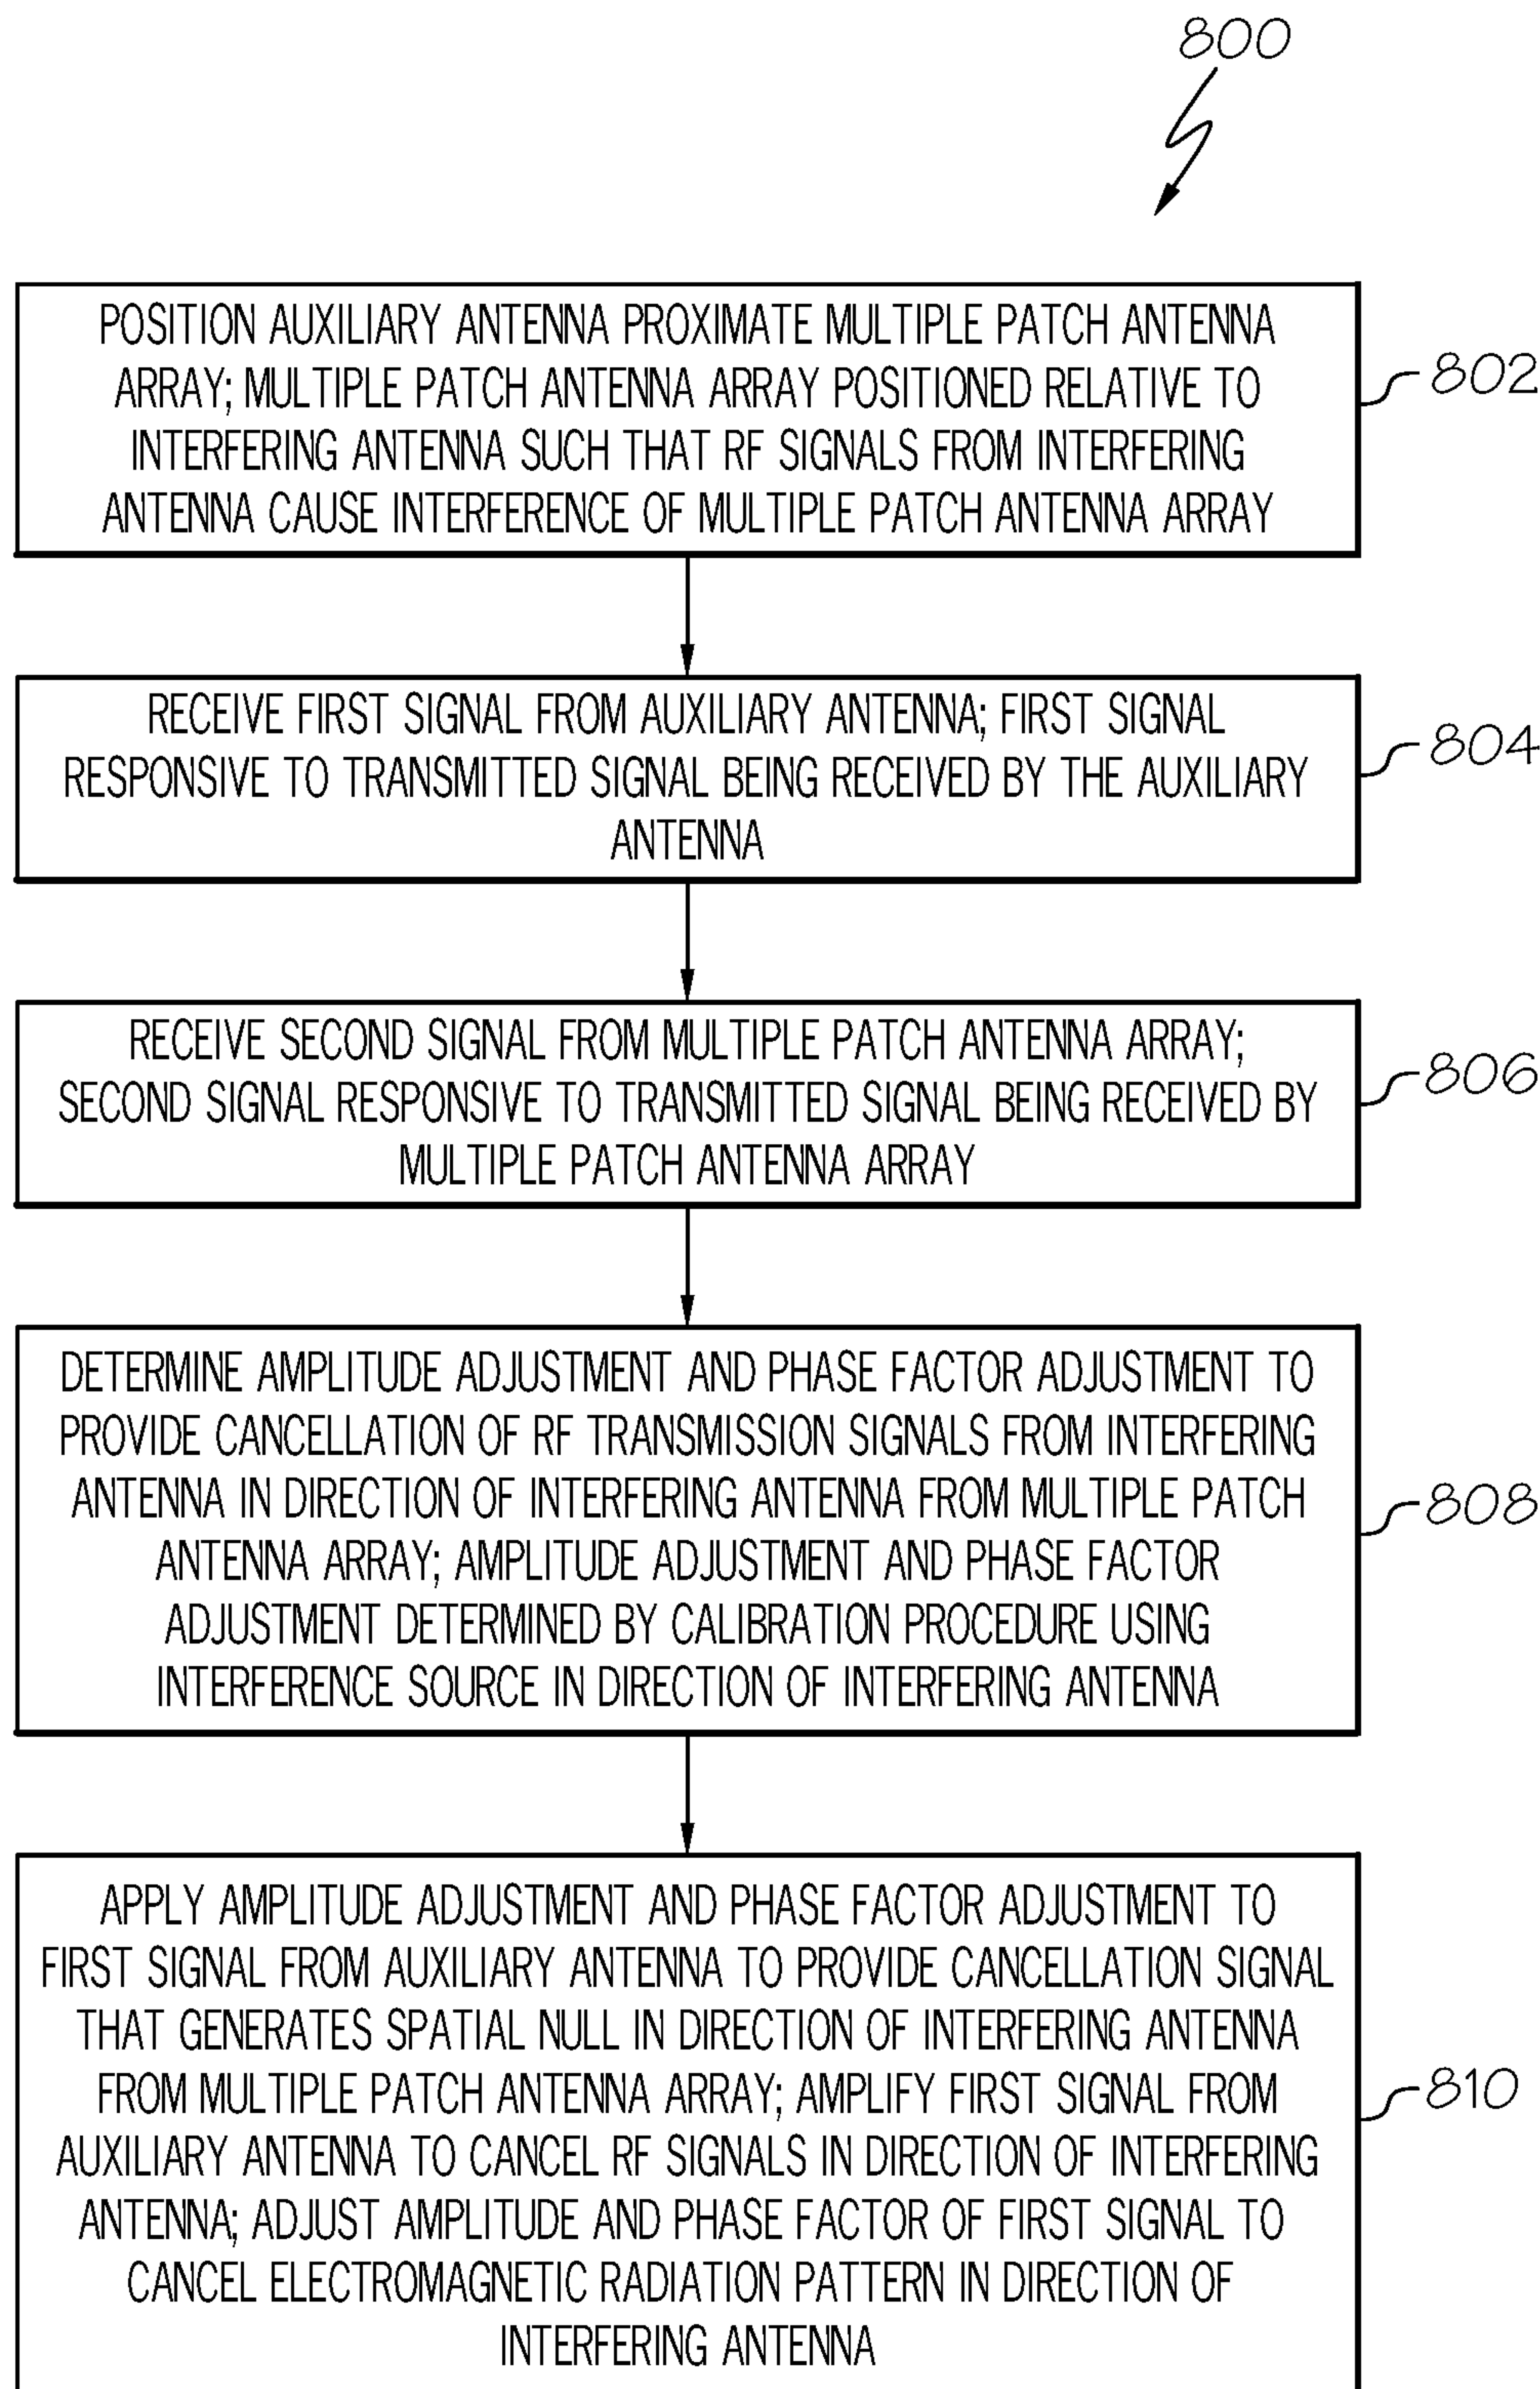 800
POSITION AUXILIARY ANTENNA PROXIMATE MULTIPLE PATCH ANTENNA
ARRAY; MULTIPLE PATCH ANTENNA ARRAY POSITIONED RELATIVE TO
INTERFERING ANTENNA SUCH THAT RF SIGNALS FROM INTERFERING
ANTENNA CAUSE INTERFERENCE OF MULTIPLE PATCH ANTENNA ARRAY
802
RECEIVE FIRST SIGNAL FROM AUXILIARY ANTENNA; FIRST SIGNAL
RESPONSIVE TO TRANSMITTED SIGNAL BEING RECEIVED BY THE AUXILIARY
ANTENNA
804
RECEIVE SECOND SIGNAL FROM MULTIPLE PATCH ANTENNA ARRAY;
SECOND SIGNAL RESPONSIVE TO TRANSMITTED SIGNAL BEING RECEIVED BY
MULTIPLE PATCH ANTENNA ARRAY
806
DETERMINE AMPLITUDE ADJUSTMENT AND PHASE FACTOR ADJUSTMENT TO
PROVIDE CANCELLATION OF RF TRANSMISSION SIGNALS FROM INTERFERING
ANTENNA IN DIRECTION OF INTERFERING ANTENNA FROM MULTIPLE PATCH
ANTENNA ARRAY; AMPLITUDE ADJUSTMENT AND PHASE FACTOR
ADJUSTMENT DETERMINED BY CALIBRATION PROCEDURE USING
INTERFERENCE SOURCE IN DIRECTION OF INTERFERING ANTENNA
808
APPLY AMPLITUDE ADJUSTMENT AND PHASE FACTOR ADJUSTMENT TO
FIRST SIGNAL FROM AUXILIARY ANTENNA TO PROVIDE CANCELLATION SIGNAL
THAT GENERATES SPATIAL NULL IN DIRECTION OF INTERFERING ANTENNA
FROM MULTIPLE PATCH ANTENNA ARRAY; AMPLIFY FIRST SIGNAL FROM
AUXILIARY ANTENNA TO CANCEL RF SIGNALS IN DIRECTION OF INTERFERING
ANTENNA; ADJUST AMPLITUDE AND PHASE FACTOR OF FIRST SIGNAL TO
CANCEL ELECTROMAGNETIC RADIATION PATTERN IN DIRECTION OF
INTERFERING ANTENNA
810